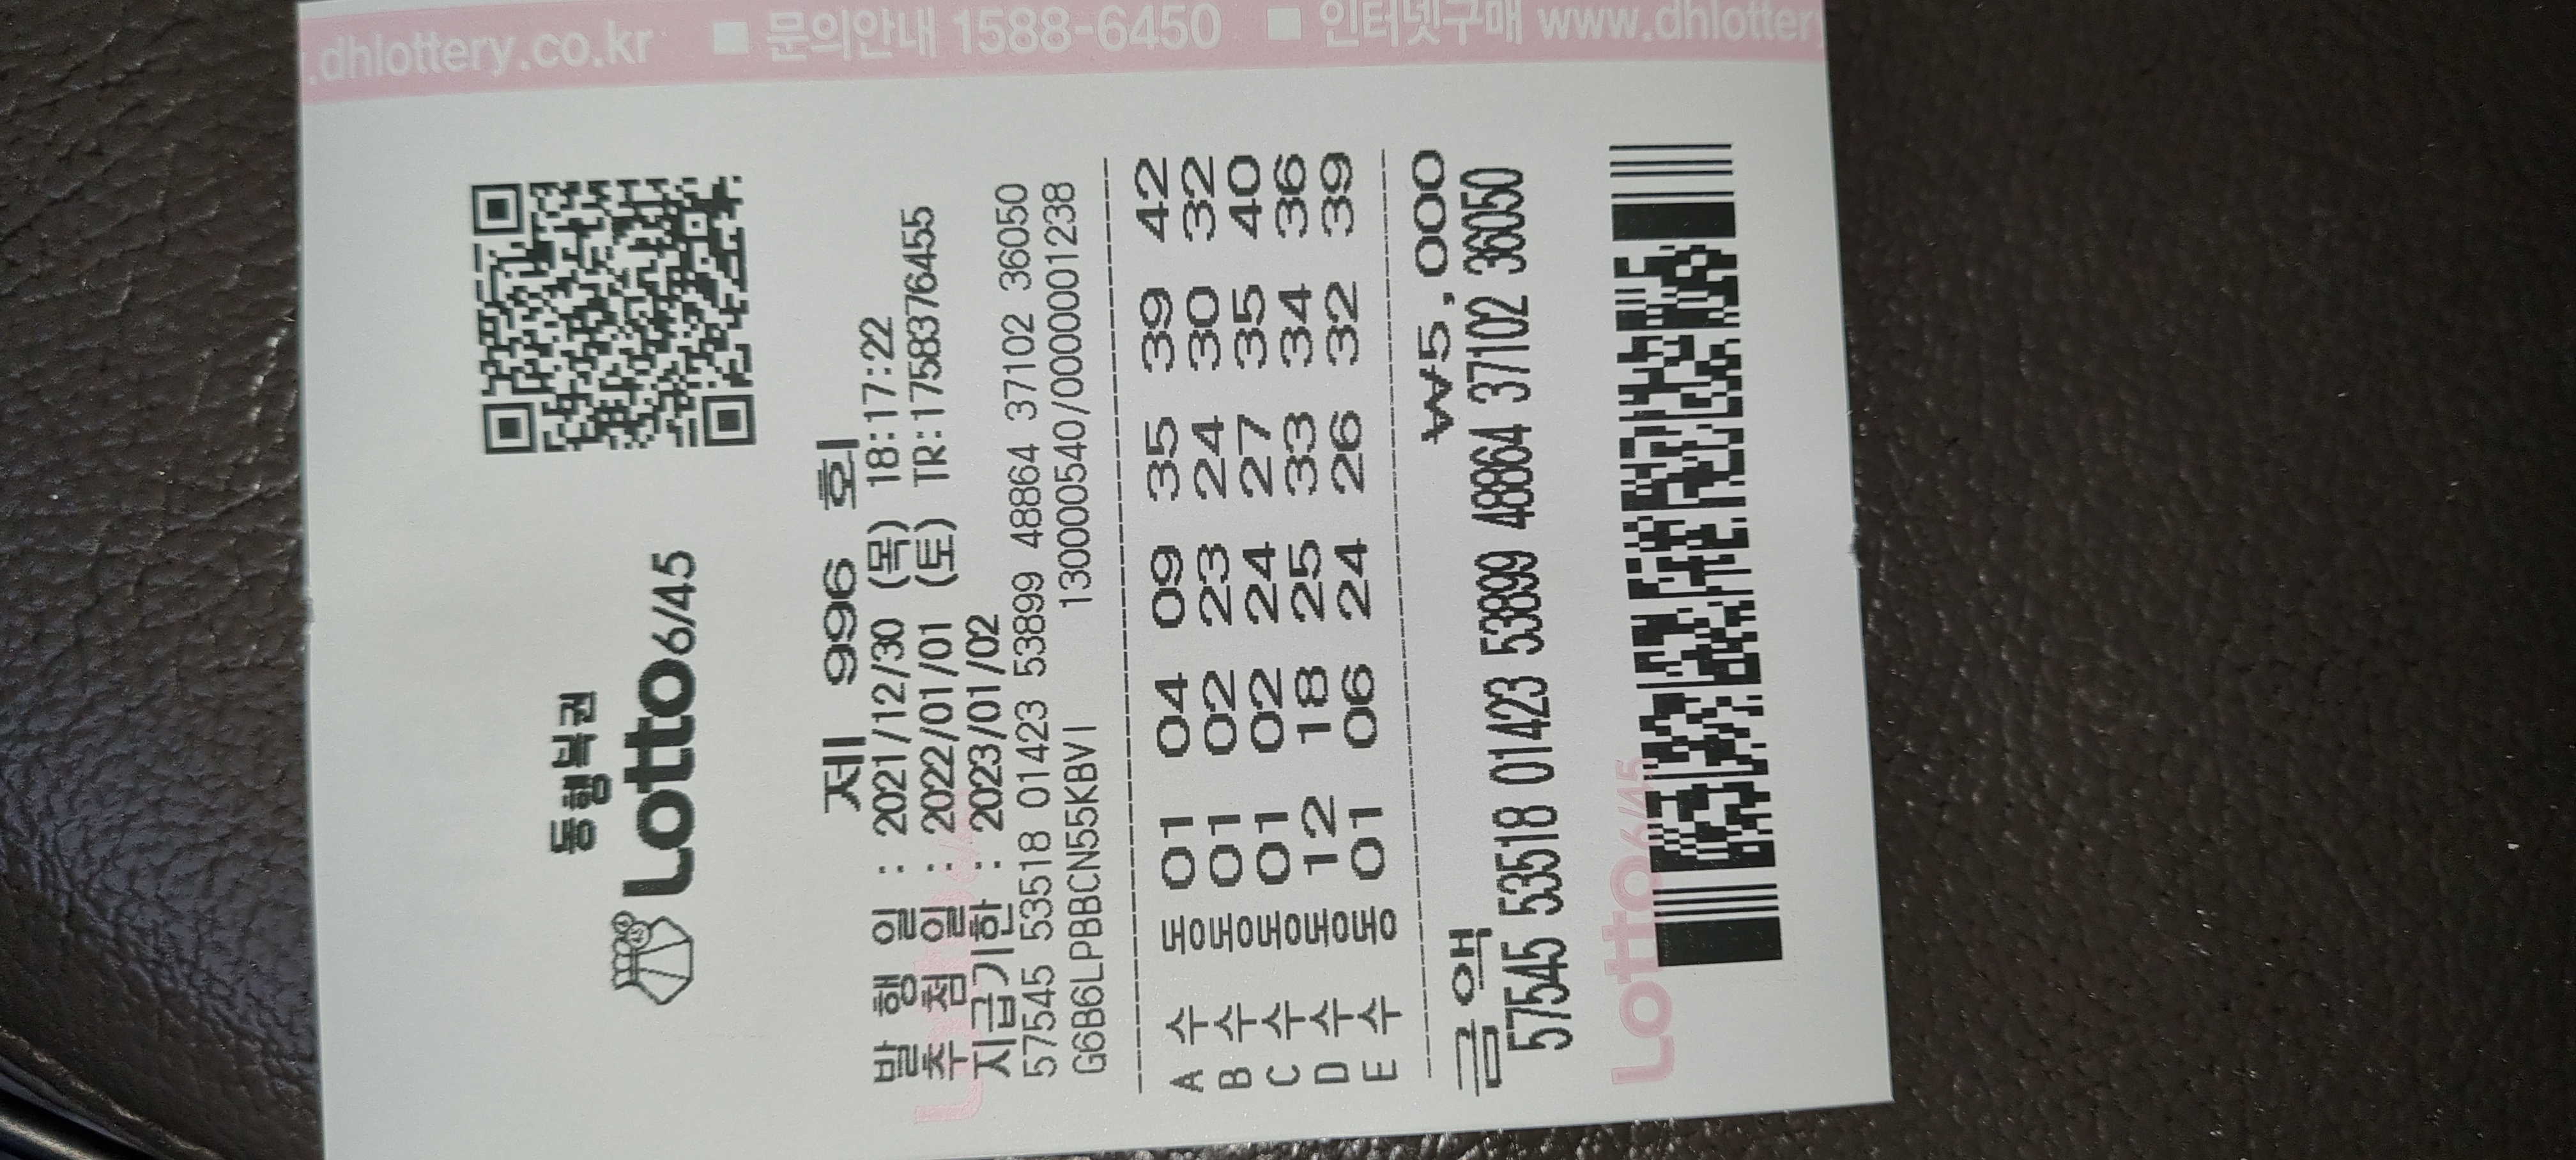 .dhlottery.co.kr ■ 문의안내 1588-6450 ■ 인터넷구매 www.dhlottery
동행복권
Lotto6/45
제 996 회
발 행 일 : 2021/12/30 (목) 18:17:22
추 첨 일 : 2022/01/01 (토) TR:17583776455
지급기한 : 2023/01/02
57545 53518 01423 53899 48864 37102 36050
G6B6LPBBCN55KBVI 130000540/0000001238
A 수동 01 04 09 35 39 42
B 수동 01 02 23 24 30 32
C 수동 01 02 24 27 35 40
D 수동 12 18 25 33 34 36
E 수동 01 06 24 26 32 39
금액 ₩5,000
57545 53518 01423 53899 48864 37102 36050
Lotto6/45